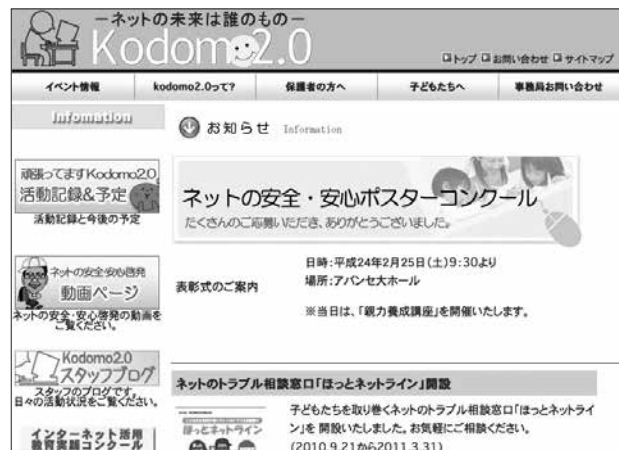 －ネットの未来は誰のもの－
Kodomo2.0
トップ お問い合わせ サイトマップ
イベント情報 kodomo2.0って? 保護者の方へ 子どもたちへ 事務局お問い合わせ
Infomation
お知らせ Information
頑張ってますKodomo2.0
活動記録&予定
活動記録と今後の予定
ネットの安全・安心ポスターコンクール
たくさんのご応募いただき、ありがとうございました。
表彰式のご案内
日時:平成24年2月25日(土)9:30より
場所:アバンセ大ホール
※当日は、「親力養成講座」を開催いたします。
ネットの安全安心啓発
動画ページ
ネットの安全・安心啓発の動画を
ご覧ください。
Kodomo2.0
スタッフブログ
スタッフのブログです。
日々の活動状況をご覧ください。
インターネット活用
教育実践コンクール
ネットのトラブル相談窓口「ほっとネットライン」開設
ほっとネットライン
子どもたちを取り巻くネットのトラブル相談窓口「ほっとネットライ
ン」を 開設いたしました。お気軽にご相談ください。
(2010.9.21から2011.3.31)